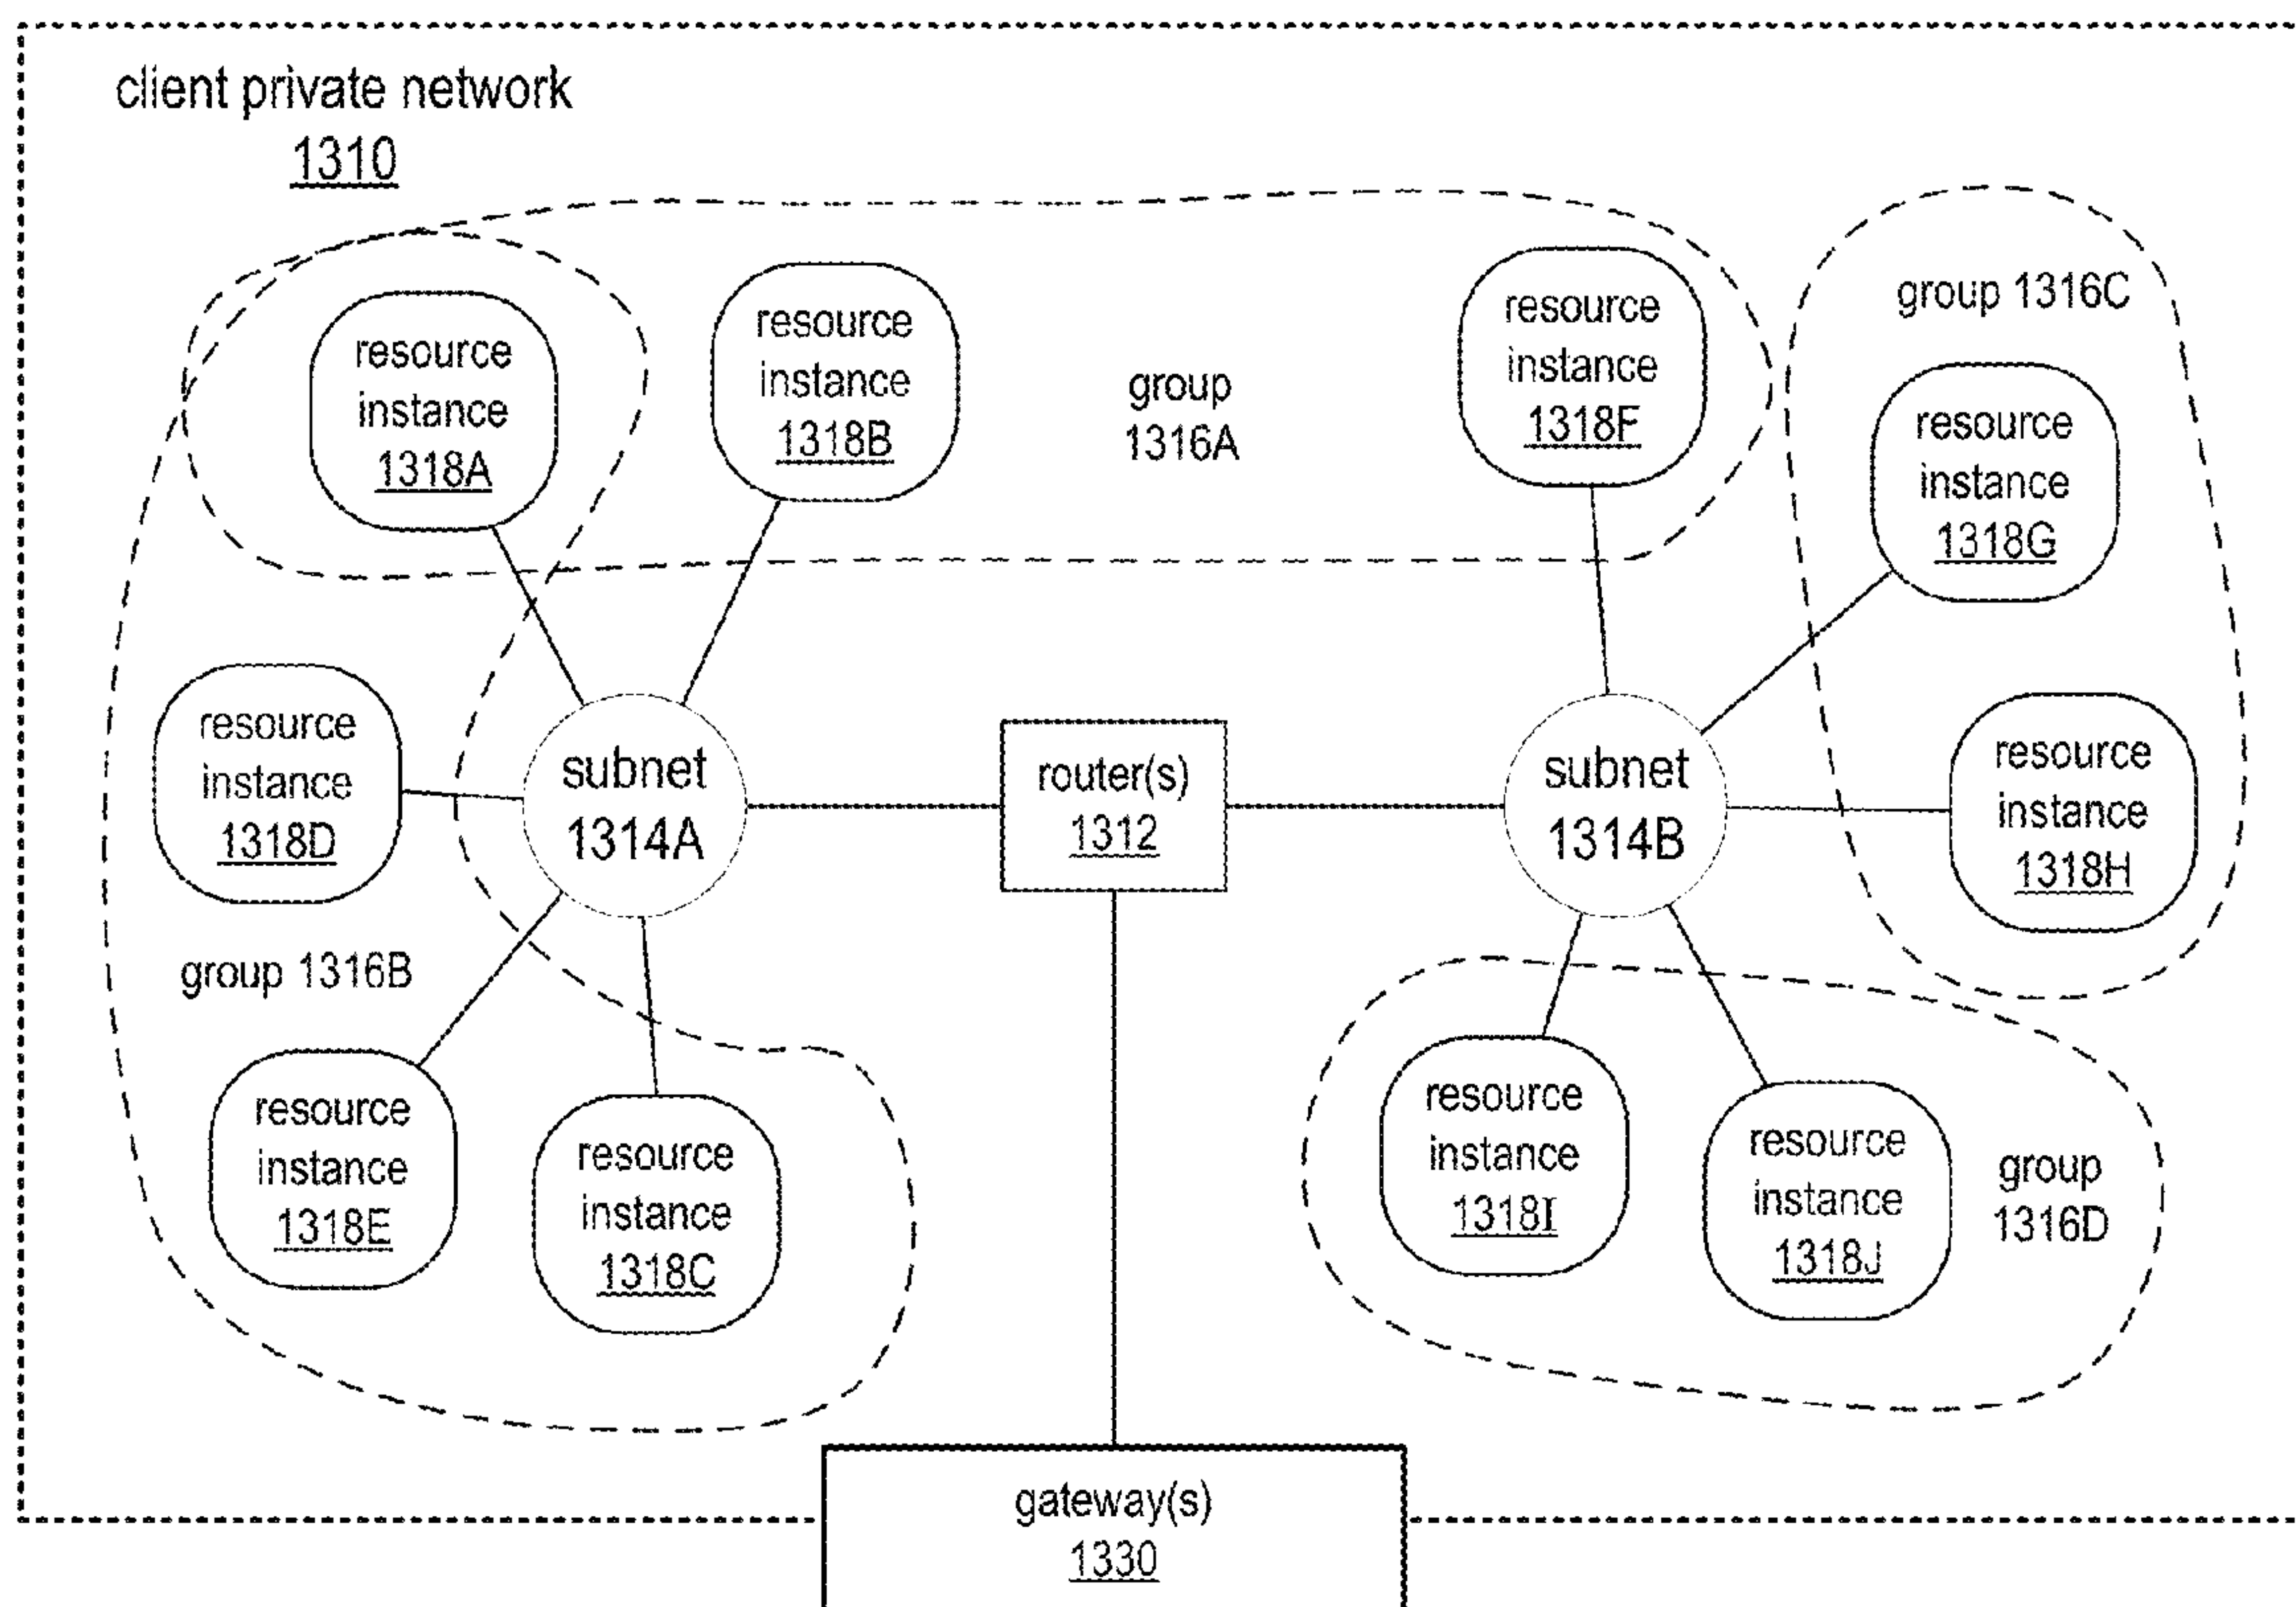 client private network
1310
resource
instance
1318A
resource
instance
1318B
group
1316A
resource
instance
1318F
group 1316C
resource
instance
1318G
resource
instance
1318D
subnet
1314A
router(s)
1312
subnet
1314B
resource
instance
1318H
group 1316B
resource
instance
1318E
resource
instance
1318C
resource
instance
1318I
resource
instance
1318J
group
1316D
gateway(s)
1330